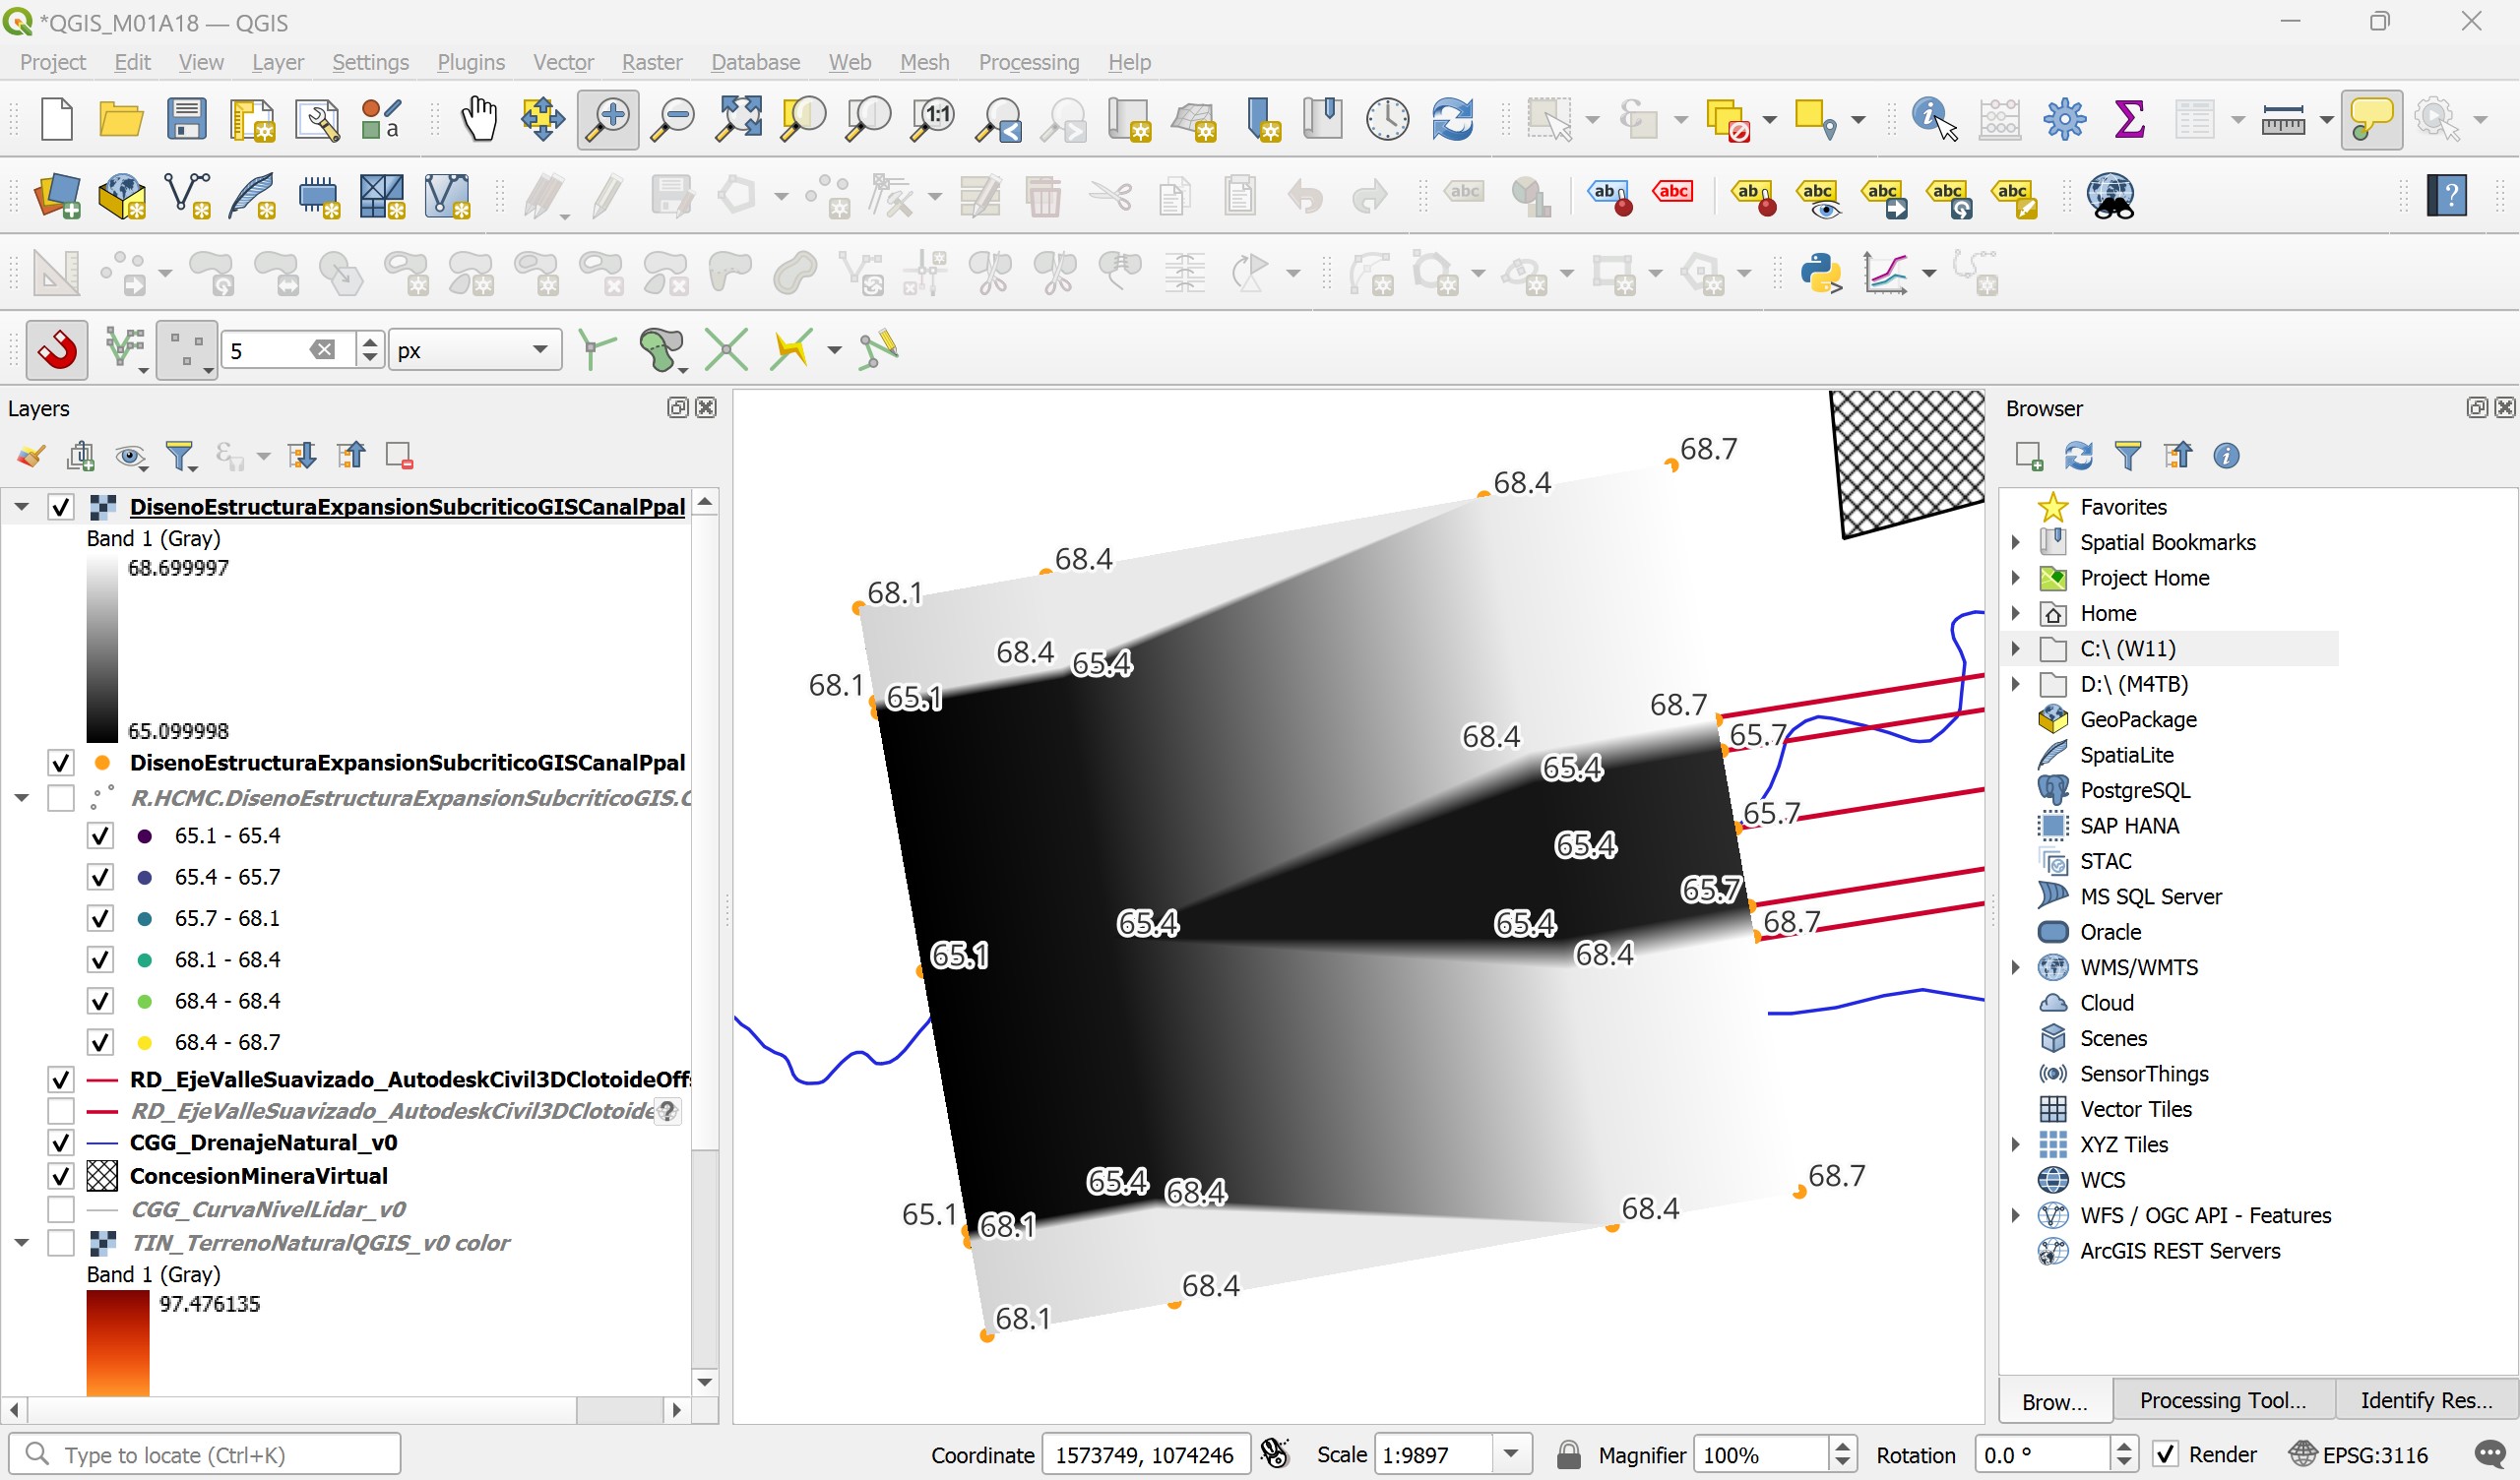 *QGIS_M01A18 — QGIS
Project Edit View Layer Settings Plugins Vector Raster Database Web Mesh Processing Help
5 px
Layers
DisenoEstructuraExpansionSubcriticoGISCanalPpal
Band 1 (Gray)
68.699997
65.099998
DisenoEstructuraExpansionSubcriticoGISCanalPpal
R.HCMC.DisenoEstructuraExpansionSubcriticoGIS.C
65.1 - 65.4
65.4 - 65.7
65.7 - 68.1
68.1 - 68.4
68.4 - 68.4
68.4 - 68.7
RD_EjeValleSuavizado_AutodeskCivil3DClotoideOff
RD_EjeValleSuavizado_AutodeskCivil3DClotoide
CGG_DrenajeNatural_v0
ConcesionMineraVirtual
CGG_CurvaNivelLidar_v0
TIN_TerrenoNaturalQGIS_v0 color
Band 1 (Gray)
97.476135
68.7
68.4
68.4
68.1
68.4
65.4
68.1
65.1
68.7
65.7
68.4
65.4
65.7
65.4
65.7
65.4
65.4
68.7
68.4
65.1
65.4
68.4
68.7
65.1
68.1
68.4
68.4
68.1
Browser
Favorites
Spatial Bookmarks
Project Home
Home
C:\ (W11)
D:\ (M4TB)
GeoPackage
SpatiaLite
PostgreSQL
SAP HANA
STAC
MS SQL Server
Oracle
WMS/WMTS
Cloud
Scenes
SensorThings
Vector Tiles
XYZ Tiles
WCS
WFS / OGC API - Features
ArcGIS REST Servers
Brow... Processing Tool... Identify Res...
Type to locate (Ctrl+K) Coordinate 1573749, 1074246 Scale 1:9897 Magnifier 100% Rotation 0.0 ° Render EPSG:3116